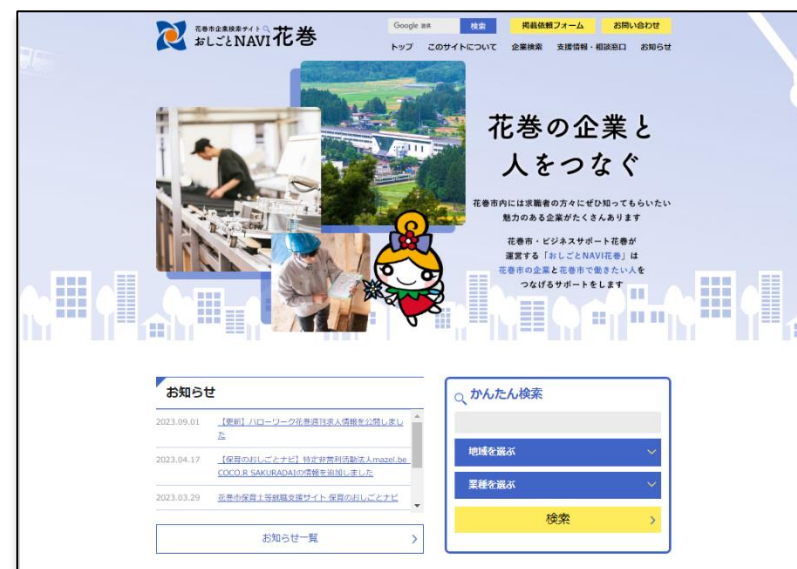 花巻市企業検索サイト
おしごとNAVI花巻
Google 提供
検索
掲載依頼フォーム
お問い合わせ
トップ このサイトについて 企業検索 支援情報・相談窓口 お知らせ
花巻の企業と
人をつなぐ
花巻市内には求職者の方々にぜひ知ってもらいたい
魅力のある企業がたくさんあります
花巻市・ビジネスサポート花巻が
運営する「おしごとNAVI花巻」は
花巻市の企業と花巻市で働きたい人を
つなげるサポートをします
お知らせ
2023.09.01 【更新】ハローワーク花巻週刊求人情報を公開しまし
た
2023.04.17 【保育のおしごとナビ】特定非営利活動法人mazel.be
COCO.R SAKURADAIの情報を追加しました
2023.03.29 花巻市保育士等就職支援サイト 保育のおしごとナビ
お知らせ一覧
かんたん検索
地域を選ぶ
業種を選ぶ
検索